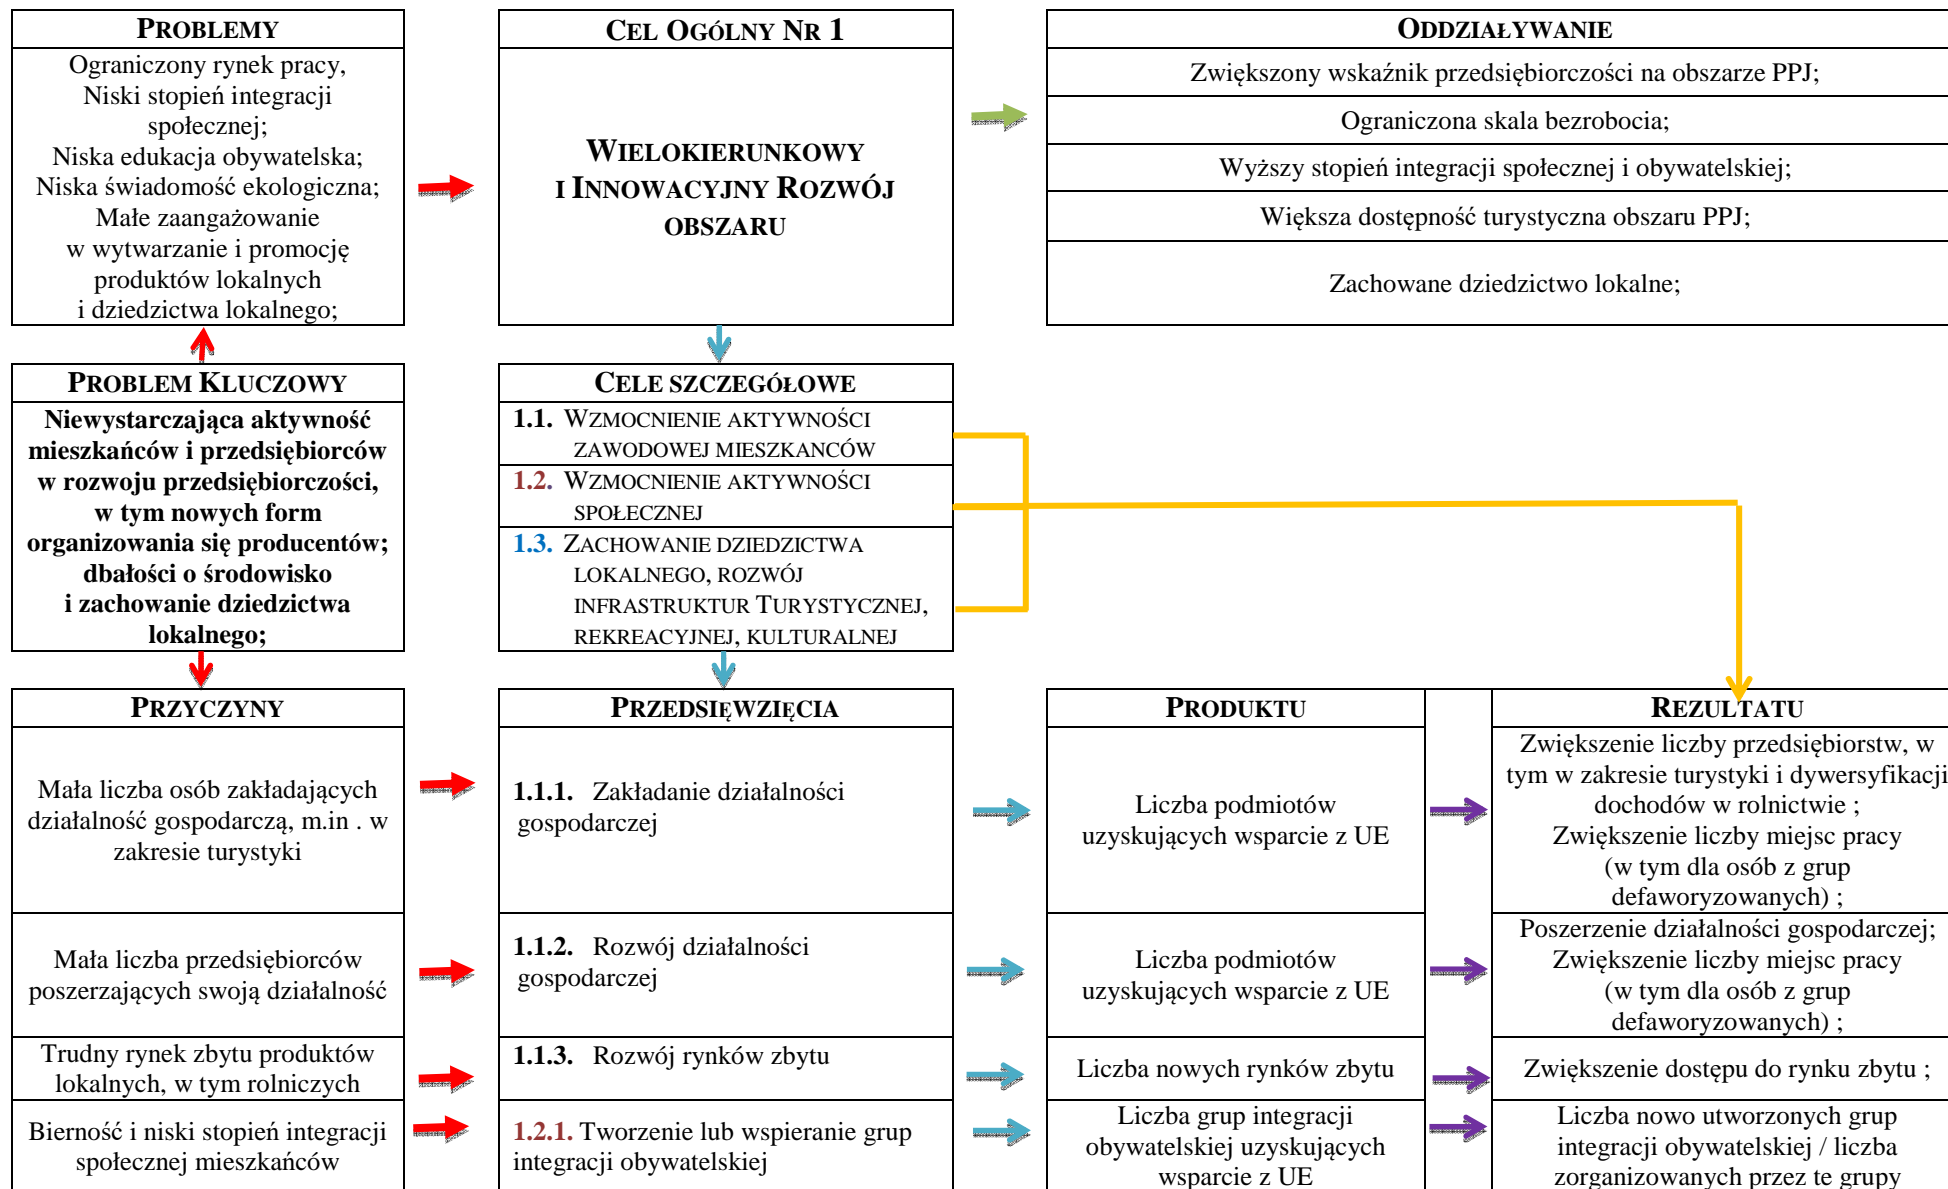 PROBLEMY
Ograniczony rynek pracy,
Niski stopień integracji
społecznej;
Niska edukacja obywatelska;
Niska świadomość ekologiczna;
Małe zaangażowanie
w wytwarzanie i promocję
produktów lokalnych
i dziedzictwa lokalnego;
CEL OGÓLNY NR 1
WIELOKIERUNKOWY
I INNOWACYJNY ROZWÓJ
OBSZARU
ODDZIAŁYWANIE
Zwiększony wskaźnik przedsiębiorczości na obszarze PPJ;
Ograniczona skala bezrobocia;
Wyższy stopień integracji społecznej i obywatelskiej;
Większa dostępność turystyczna obszaru PPJ;
Zachowane dziedzictwo lokalne;
PROBLEM KLUCZOWY
Niewystarczająca aktywność
mieszkańców i przedsiębiorców
w rozwoju przedsiębiorczości,
w tym nowych form
organizowania się producentów;
dbałości o środowisko
i zachowanie dziedzictwa
lokalnego;
CELE SZCZEGÓŁOWE
1.1. WZMOCNIENIE AKTYWNOŚCI
ZAWODOWEJ MIESZKANCÓW
1.2. WZMOCNIENIE AKTYWNOŚCI
SPOŁECZNEJ
1.3. ZACHOWANIE DZIEDZICTWA
LOKALNEGO, ROZWÓJ
INFRASTRUKTUR TURYSTYCZNEJ,
REKREACYJNEJ, KULTURALNEJ
PRZYCZYNY
PRZEDSIĘWZIĘCIA
PRODUKTU
REZULTATU
Mała liczba osób zakładających
działalność gospodarczą, m.in . w
zakresie turystyki
1.1.1. Zakładanie działalności
gospodarczej
Liczba podmiotów
uzyskujących wsparcie z UE
Zwiększenie liczby przedsiębiorstw, w
tym w zakresie turystyki i dywersyfikacji
dochodów w rolnictwie ;
Zwiększenie liczby miejsc pracy
(w tym dla osób z grup
defaworyzowanych) ;
Mała liczba przedsiębiorców
poszerzających swoją działalność
1.1.2. Rozwój działalności
gospodarczej
Liczba podmiotów
uzyskujących wsparcie z UE
Poszerzenie działalności gospodarczej;
Zwiększenie liczby miejsc pracy
(w tym dla osób z grup
defaworyzowanych) ;
Trudny rynek zbytu produktów
lokalnych, w tym rolniczych
1.1.3. Rozwój rynków zbytu
Liczba nowych rynków zbytu
Zwiększenie dostępu do rynku zbytu ;
Bierność i niski stopień integracji
społecznej mieszkańców
1.2.1. Tworzenie lub wspieranie grup
integracji obywatelskiej
Liczba grup integracji
obywatelskiej uzyskujących
wsparcie z UE
Liczba nowo utworzonych grup
integracji obywatelskiej / liczba
zorganizowanych przez te grupy